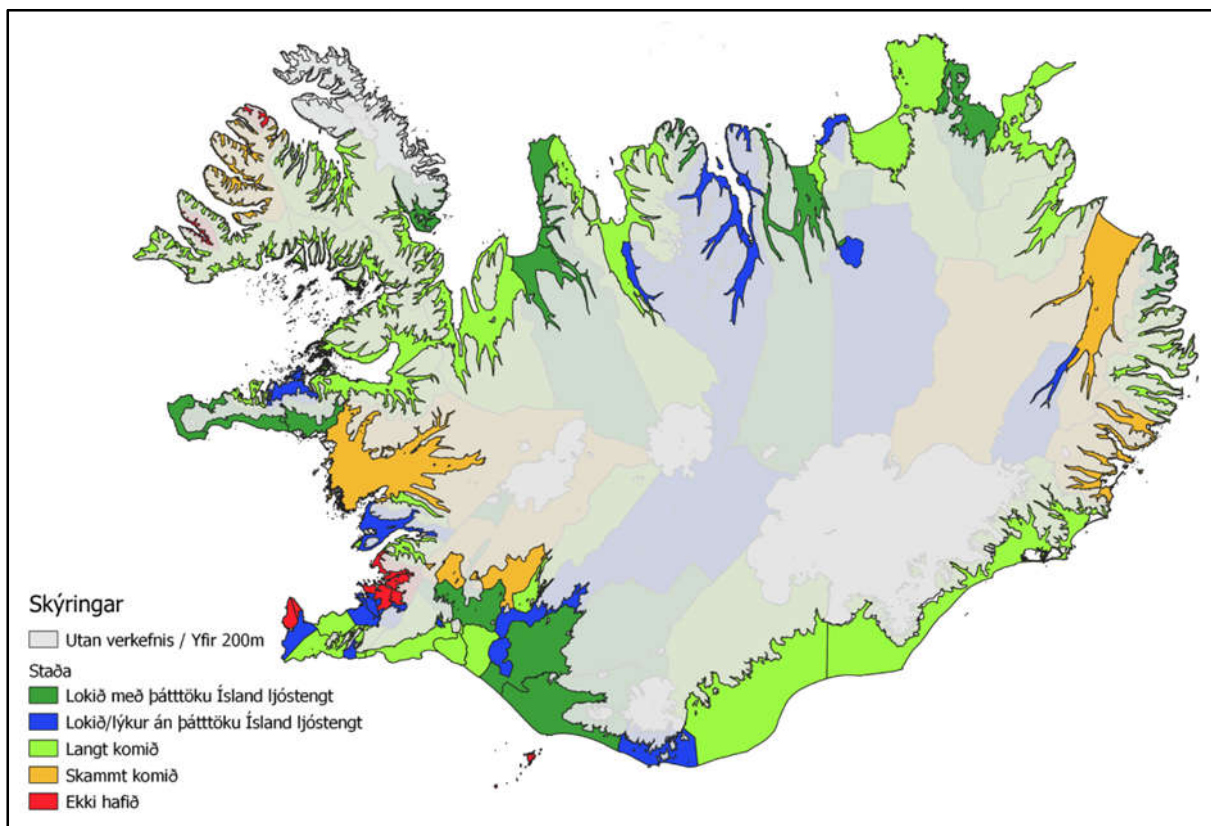 Skýringar
Utan verkefnis / Yfir 200m
Staða
Lokið með þátttöku Ísland ljóstengt
Lokið/lýkur án þátttöku Ísland ljóstengt
Langt komið
Skammt komið
Ekki hafið